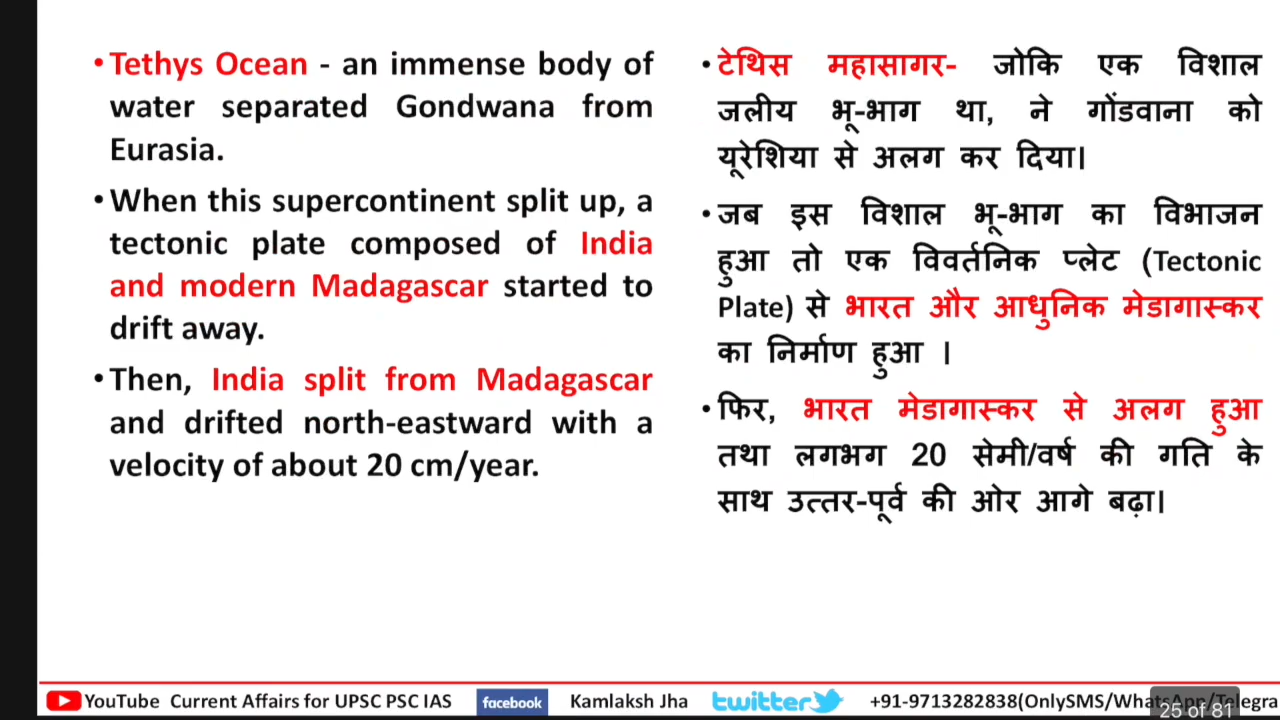 • Tethys Ocean - an immense body of
water separated Gondwana from
Eurasia.
• When this supercontinent split up, a
tectonic plate composed of India
and modern Madagascar started to
drift away.
• Then, India split from Madagascar
and drifted north-eastward with a
velocity of about 20 cm/year.
• टेथिस महासागर- जोकि एक विशाल
जलीय भू-भाग था, ने गोंडवाना को
यूरेशिया से अलग कर दिया।
• जब इस विशाल भू-भाग का विभाजन
हुआ तो एक विवर्तनिक प्लेट (Tectonic
Plate) से भारत और आधुनिक मेडागास्कर
का निर्माण हुआ ।
• फिर, भारत मेडागास्कर से अलग हुआ
तथा लगभग 20 सेमी/वर्ष की गति के
साथ उत्तर-पूर्व की ओर आगे बढ़ा।
YouTube Current Affairs for UPSC PSC IAS facebook Kamlaksh Jha twitter +91-9713282838(OnlySMS/WhatsApp/Telegra
25 of 81